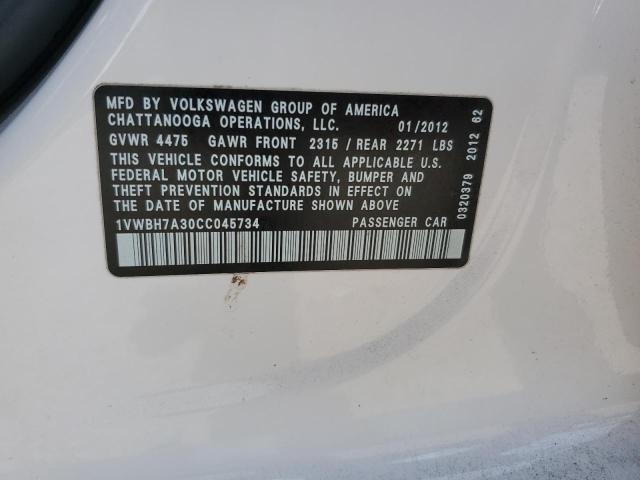 MFD BY VOLKSWAGEN GROUP OF AMERICA
CHATTANOOGA OPERATIONS, LLC. 01/2012
GVWR 4475 GAWR FRONT 2315 / REAR 2271 LBS
THIS VEHICLE CONFORMS TO ALL APPLICABLE U.S.
FEDERAL MOTOR VEHICLE SAFETY, BUMPER AND
THEFT PREVENTION STANDARDS IN EFFECT ON
THE DATE OF MANUFACTURE SHOWN ABOVE
1VWBH7A30CC045734 PASSENGER CAR
0320379 2012 62